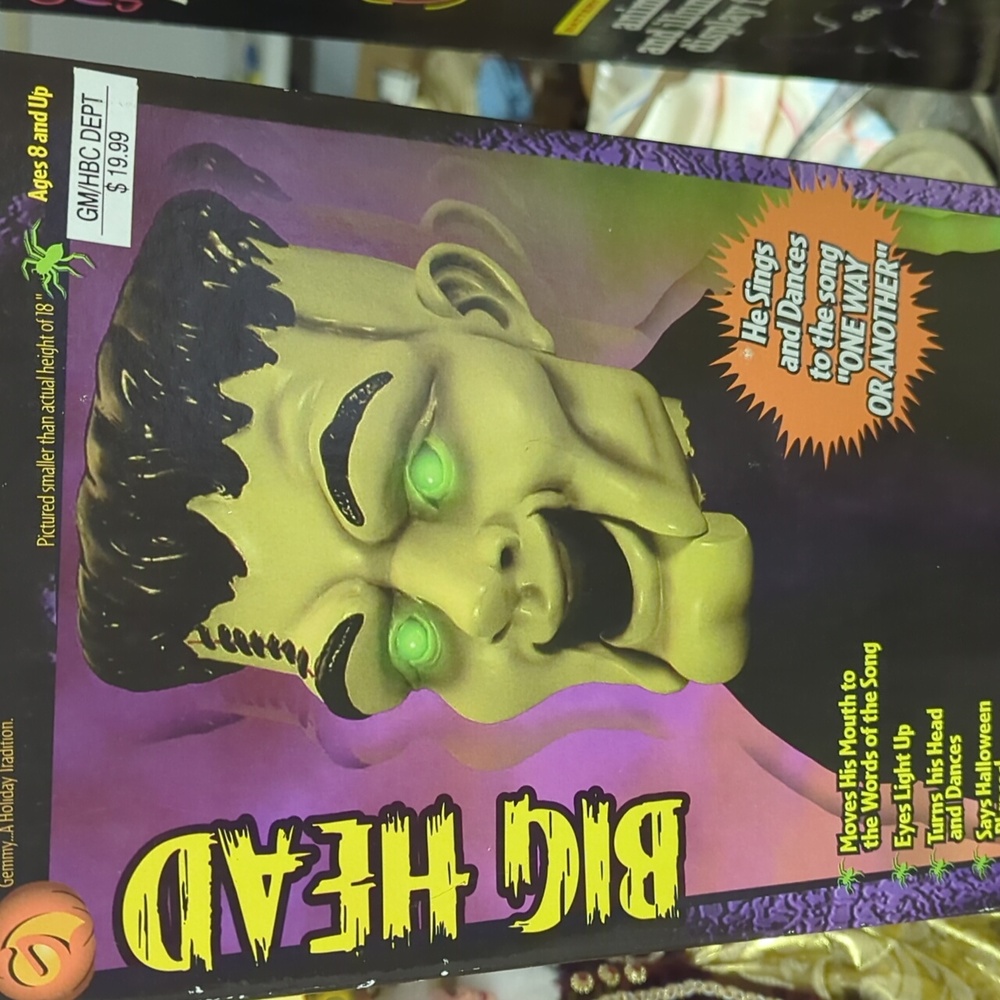 Gemmy...A Holiday Tradition.
Pictured smaller than actual height of 18"
Ages 8 and Up
GM/HBC DEPT
$ 19.99
BIG HEAD
He Sings
and Dances
to the song
"ONE WAY
OR ANOTHER"
Moves His Mouth to
the Words of the Song
Eyes Light Up
Turns his Head
and Dances
Says Halloween